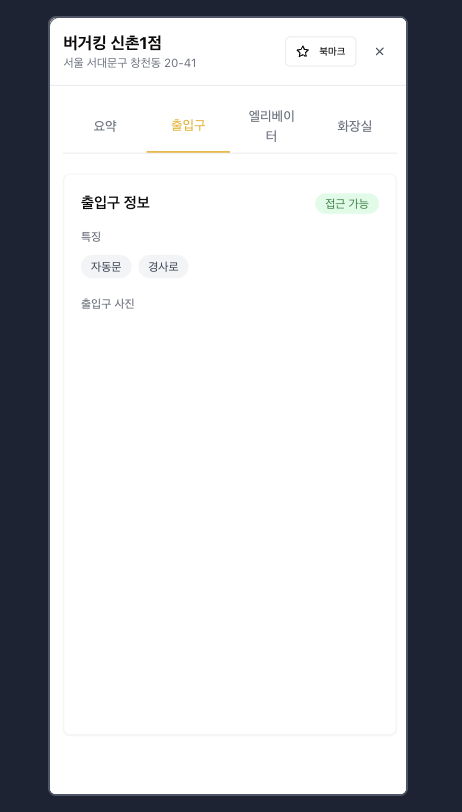 버거킹 신촌1점
서울 서대문구 창천동 20-41
북마크
요약
출입구
엘리베이
터
화장실
출입구 정보
접근 가능
특징
자동문
경사로
출입구 사진